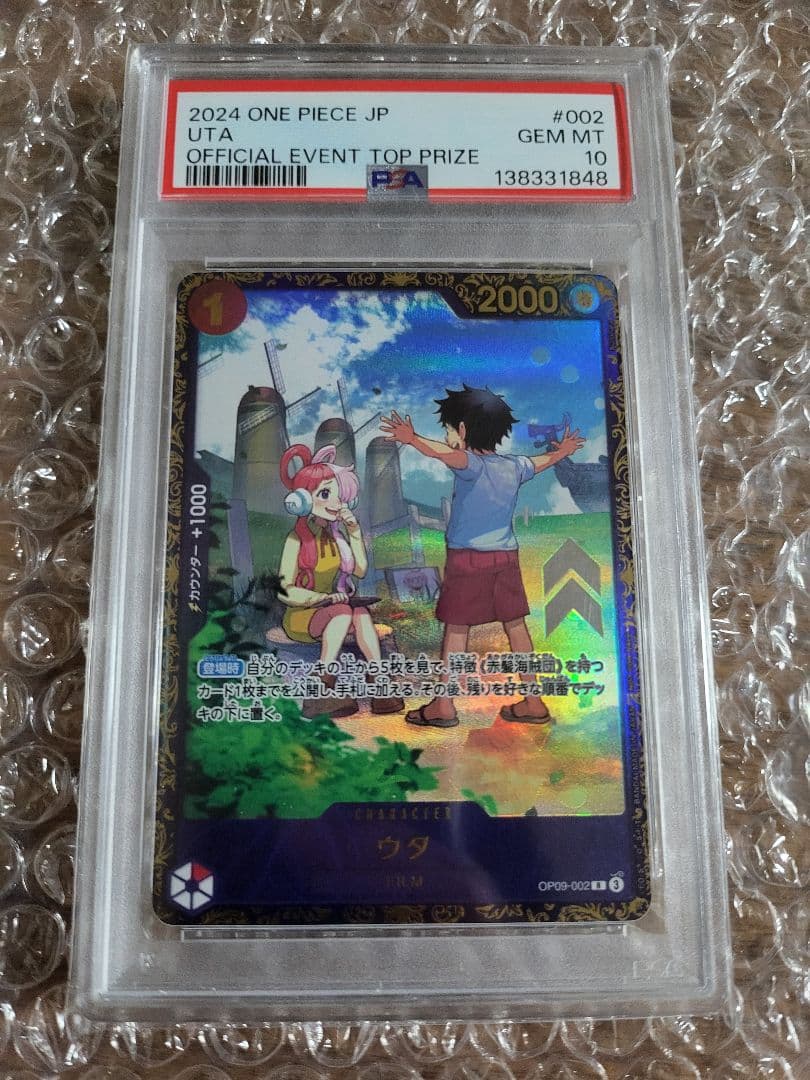 2024 ONE PIECE JP #002
UTA GEM MT
OFFICIAL EVENT TOP PRIZE 10
PSA 138331848
1
2000
カウンター +1000
登場時 自分のデッキの上から5枚を見て、特徴《赤髪海賊団》を持つ
カード1枚までを公開し、手札に加える。その後、残りを好きな順番でデッ
キの下に置く。
CHARACTER
ウタ
FILM
OP09-002 R 3